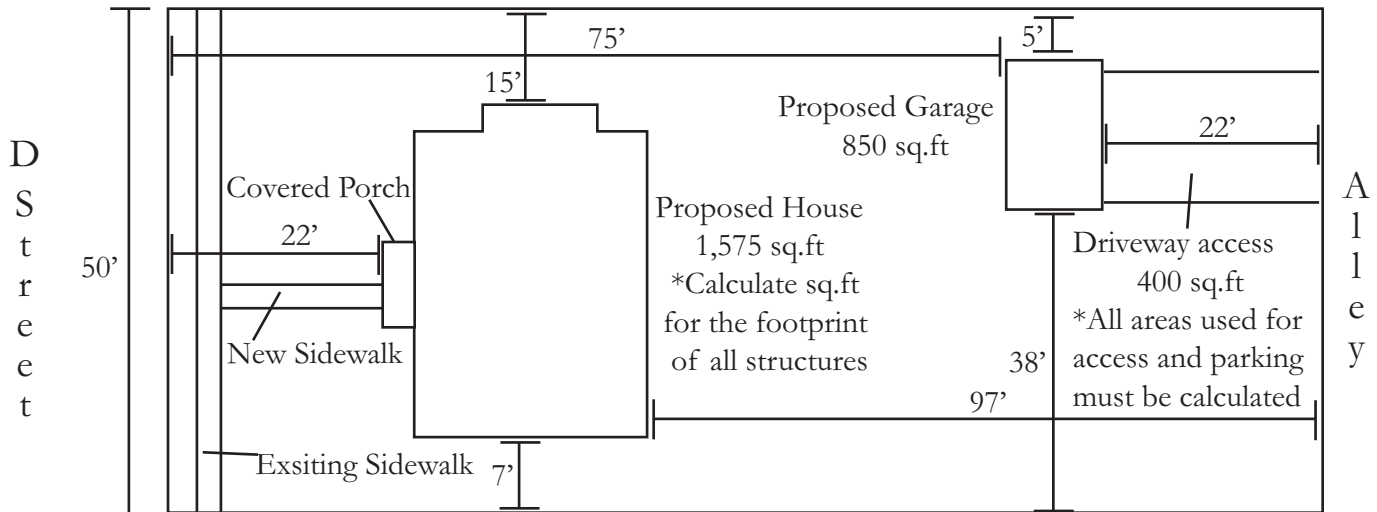 D Street
50’
75’
15’
5’
Proposed Garage
850 sq.ft
22’
Covered Porch
22’
Proposed House
1,575 sq.ft
*Calculate sq.ft
for the footprint
of all structures
Driveway access
400 sq.ft
*All areas used for
access and parking
must be calculated
New Sidewalk
38’
97’
Exsiting Sidewalk
7’
Alley